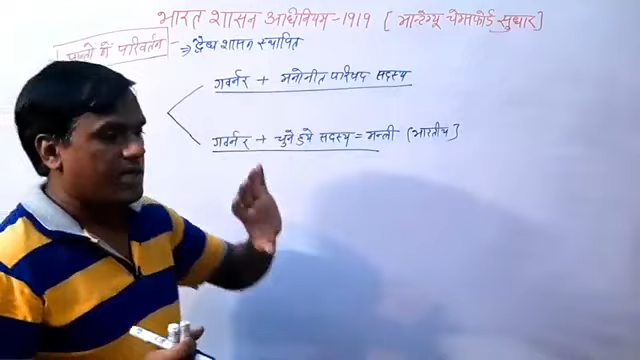 भारत शासन अधिनियम - 1919 [ मान्टेग्यू चेम्सफोर्ड सुधार ]
प्रान्तो में परिवर्तन - ⇒ द्वैध शासन स्थापित
गवर्नर + मनोनीत परिषद सदस्य
गवर्नर + चुने हुये सदस्य = मन्त्री (भारतीय]